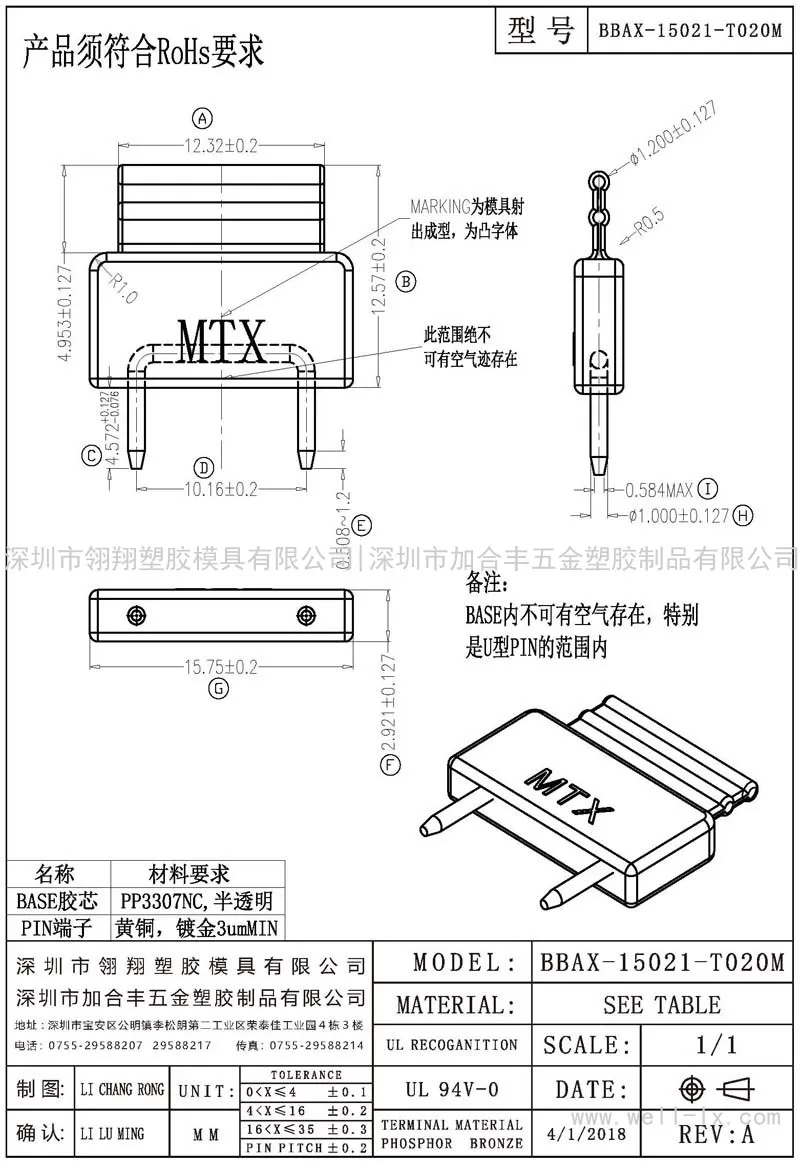 产品须符合RoHs要求
型号
BBAX-15021-T020M
A
12.32±0.2
4.953±0.127
R1.0
MTX
12.57±0.2
B
MARKING为模具射
出成型，为凸字体
此范围绝不
可有空气迹存在
C
4.572+0.127-0.076
D
10.16±0.2
0.508~1.2
E
ø1.200±0.127
R0.5
0.584MAX
I
ø1.000±0.127
H
深圳市翎翔塑胶模具有限公司|深圳市加合丰五金塑胶制品有限公司
15.75±0.2
G
2.921±0.127
F
备注:
BASE内不可有空气存在，特别
是U型PIN的范围内
MTX
名称 材料要求
BASE胶芯 PP3307NC,半透明
PIN端子 黄铜，镀金3umMIN
深圳市翎翔塑胶模具有限公司
深圳市加合丰五金塑胶制品有限公司
地址：深圳市宝安区公明镇李松蓢第二工业区荣泰佳工业园4栋3楼
电话：0755-29588207 29588217 传真：0755-29588214
MODEL: BBAX-15021-T020M
MATERIAL: SEE TABLE
UL RECOGANITION
SCALE: 1/1
制图: LI CHANG RONG
UNIT:
TOLERANCE
0<X≤4 ±0.1
4<X≤16 ±0.2
16<X≤35 ±0.3
PIN PITCH ±0.2
UL 94V-0
DATE:
确认: LI LU MING
MM
TERMINAL MATERIAL
PHOSPHOR BRONZE
4/1/2018
REV:A
www.well-lx.com